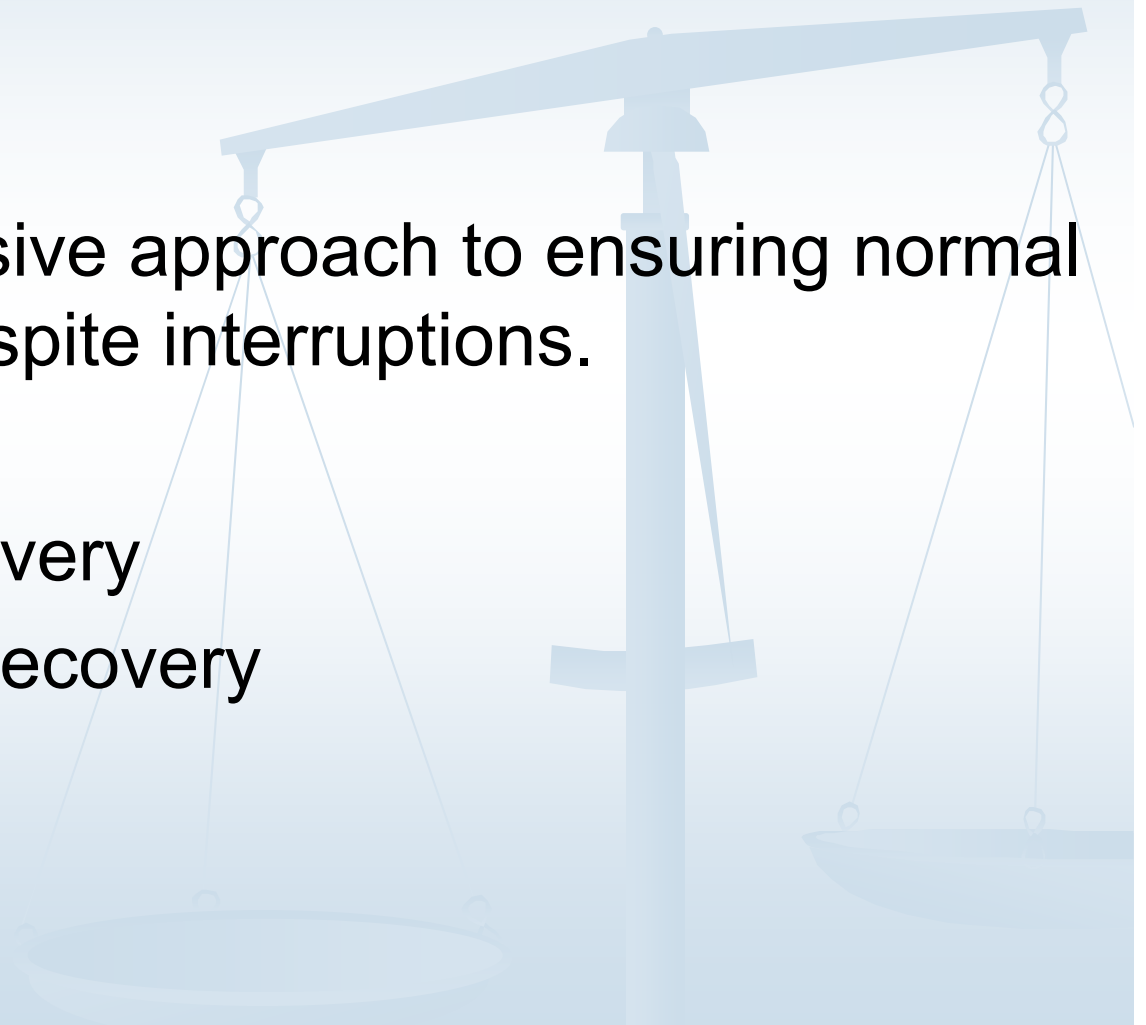 sive approach to ensuring normal
spite interruptions.
very
ecovery